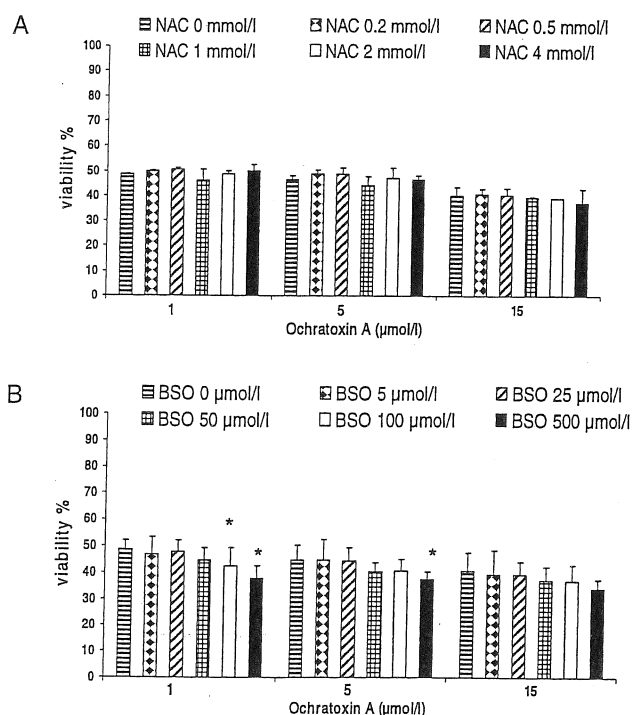 A
NAC 0 mmol/l NAC 0.2 mmol/l NAC 0.5 mmol/l
NAC 1 mmol/l NAC 2 mmol/l NAC 4 mmol/l
viability %
100
90
80
70
60
50
40
30
20
10
0
1 5 15
Ochratoxin A (µmol/l)
B
BSO 0 µmol/l BSO 5 µmol/l BSO 25 µmol/l
BSO 50 µmol/l BSO 100 µmol/l BSO 500 µmol/l
viability %
100
90
80
70
60
50
40
30
20
10
0
* * *
1 5 15
Ochratoxin A (µmol/l)